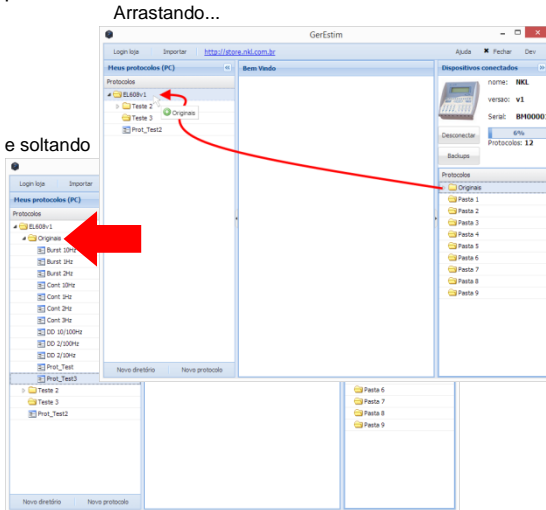 Arrastando...
GerEstim
Login loja Importar http://store.nkl.com.br Ajuda Fechar Dev
Meus protocolos (PC)
Protocolos
EL608v1
Teste 2
Teste 3
Prot_Test2
Originais
Novo diretório Novo protocolo
Bem Vindo
Dispositivos conectados
nome: NKL
versao: v1
Seral: BM00001
Desconectar
6%
Protocolos: 12
Backups
Protocolos
Originais
Pasta 1
Pasta 2
Pasta 3
Pasta 4
Pasta 5
Pasta 6
Pasta 7
Pasta 8
Pasta 9
e soltando
Login loja Importar
Meus protocolos (PC)
Protocolos
EL608v1
Originais
Burst 10Hz
Burst 1Hz
Burst 2Hz
Cont 10Hz
Cont 1Hz
Cont 2Hz
Cont 3Hz
DD 10/100Hz
DD 2/100Hz
DD 2/10Hz
Prot_Test
Prot_Test3
Teste 2
Teste 3
Prot_Test2
Novo diretório Novo protocolo
Pasta 6
Pasta 7
Pasta 8
Pasta 9